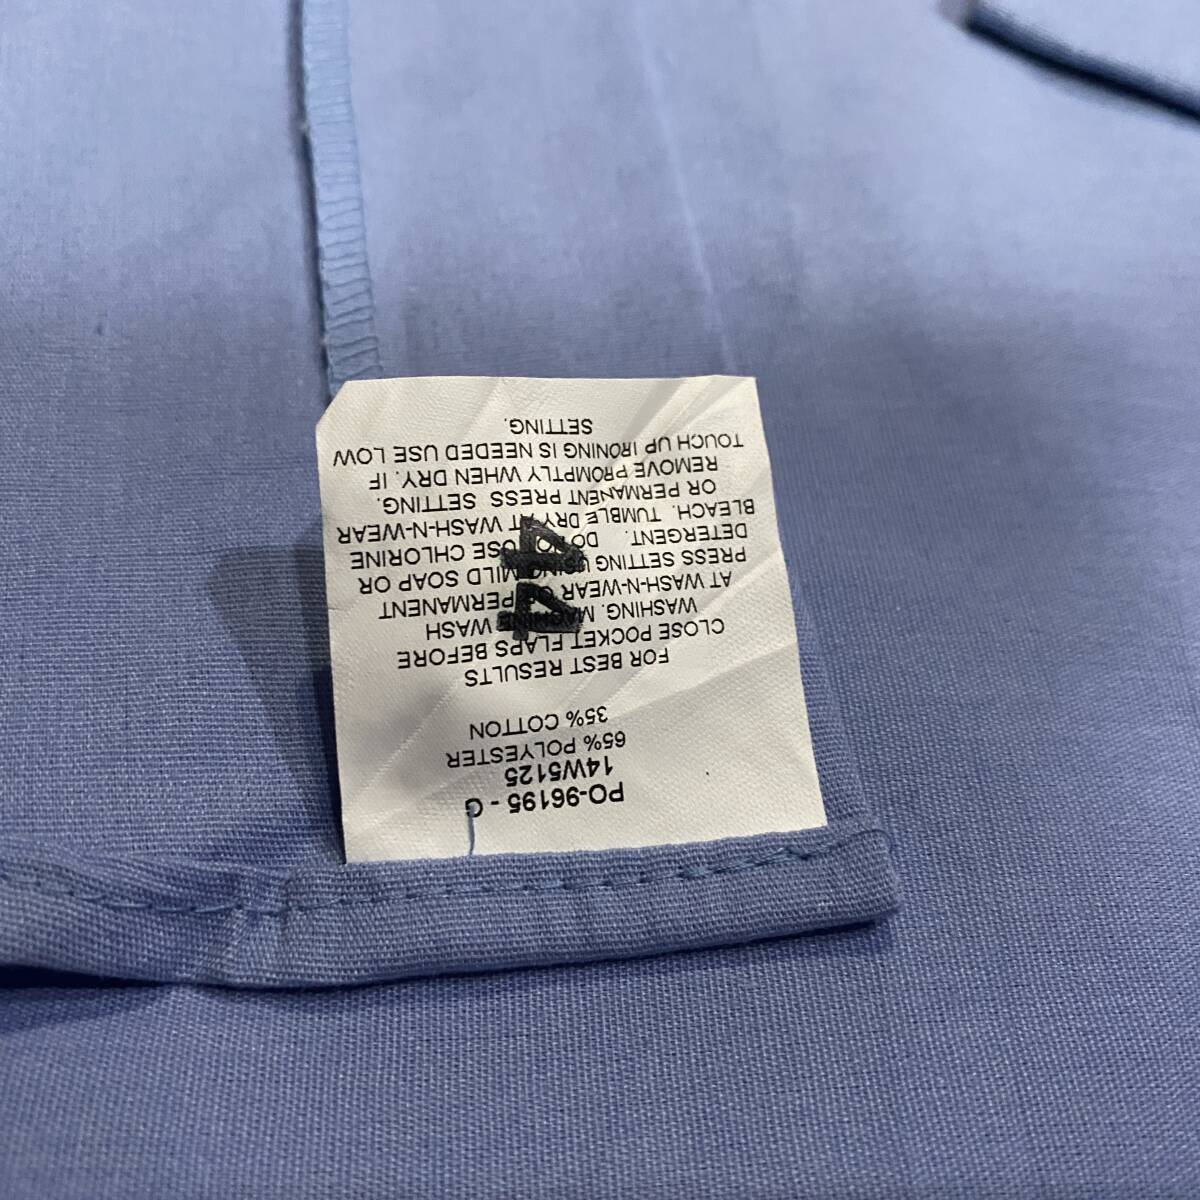 PO-96195 - G
14W5125
65% POLYESTER
35% COTTON
FOR BEST RESULTS
CLOSE POCKET FLAPS BEFORE
WASHING. MACHINE WASH
AT WASH-N-WEAR OR PERMANENT
PRESS SETTING USING MILD SOAP OR
DETERGENT. DO NOT USE CHLORINE
BLEACH. TUMBLE DRY AT WASH-N-WEAR
OR PERMANENT PRESS SETTING.
REMOVE PROMPTLY WHEN DRY. IF
TOUCH UP IRONING IS NEEDED USE LOW
SETTING.
44